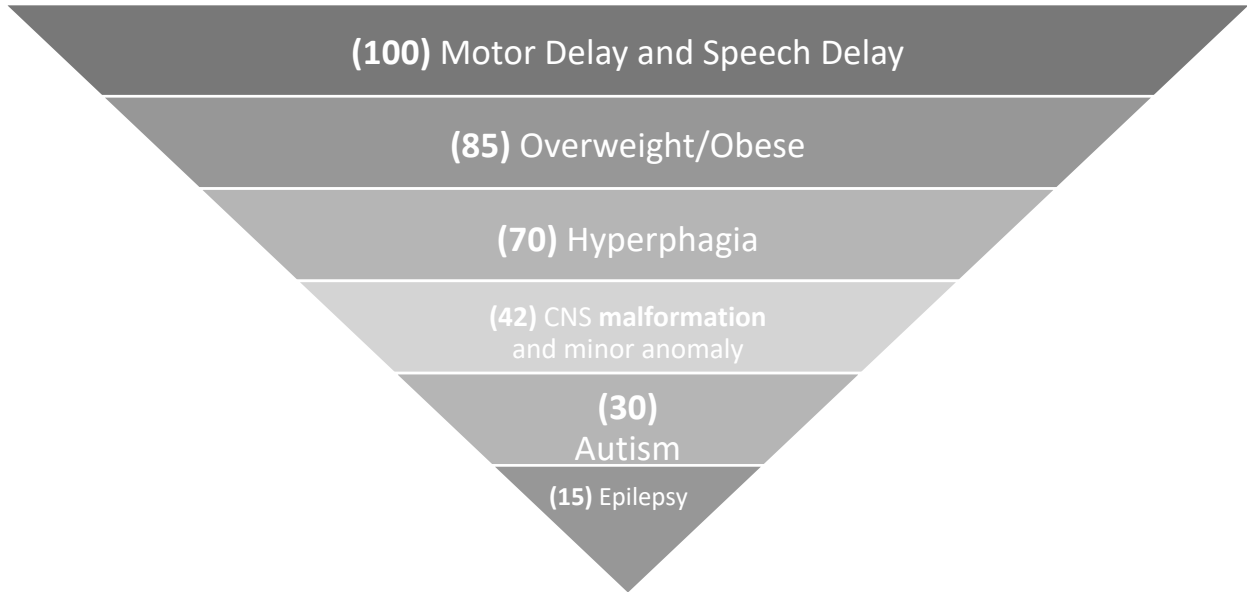 (100) Motor Delay and Speech Delay
(85) Overweight/Obese
(70) Hyperphagia
(42) CNS malformation
and minor anomaly
(30)
Autism
(15) Epilepsy